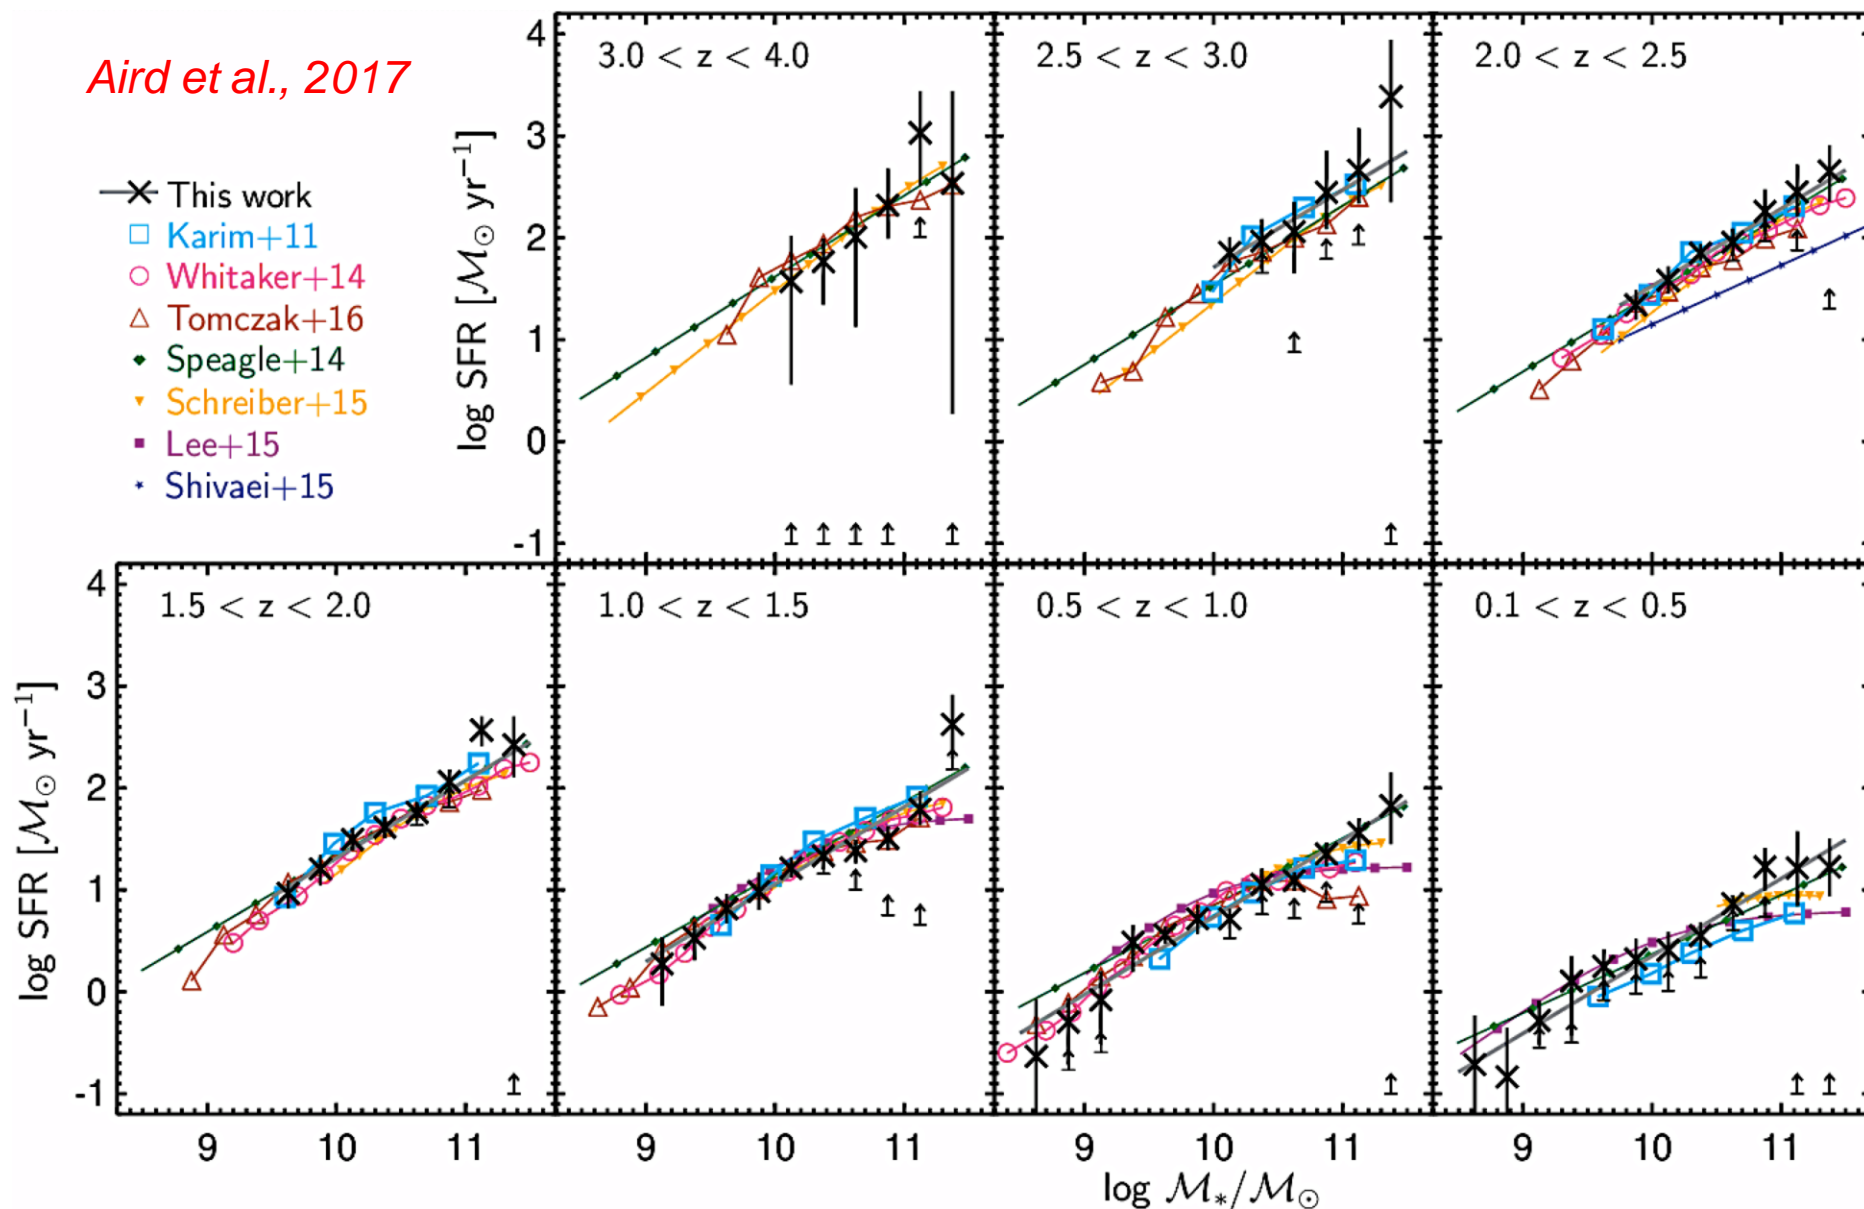 Aird et al., 2017
This work
Karim+11
Whitaker+14
Tomczak+16
Speagle+14
Schreiber+15
Lee+15
Shivaei+15
log SFR [ℳ⊙ yr⁻¹]
4
3
2
1
0
-1
3.0 < z < 4.0
2.5 < z < 3.0
2.0 < z < 2.5
log SFR [ℳ⊙ yr⁻¹]
4
3
2
1
0
-1
1.5 < z < 2.0
1.0 < z < 1.5
0.5 < z < 1.0
0.1 < z < 0.5
9 10 11 9 10 11 9 10 11 9 10 11
log ℳ*/ℳ⊙